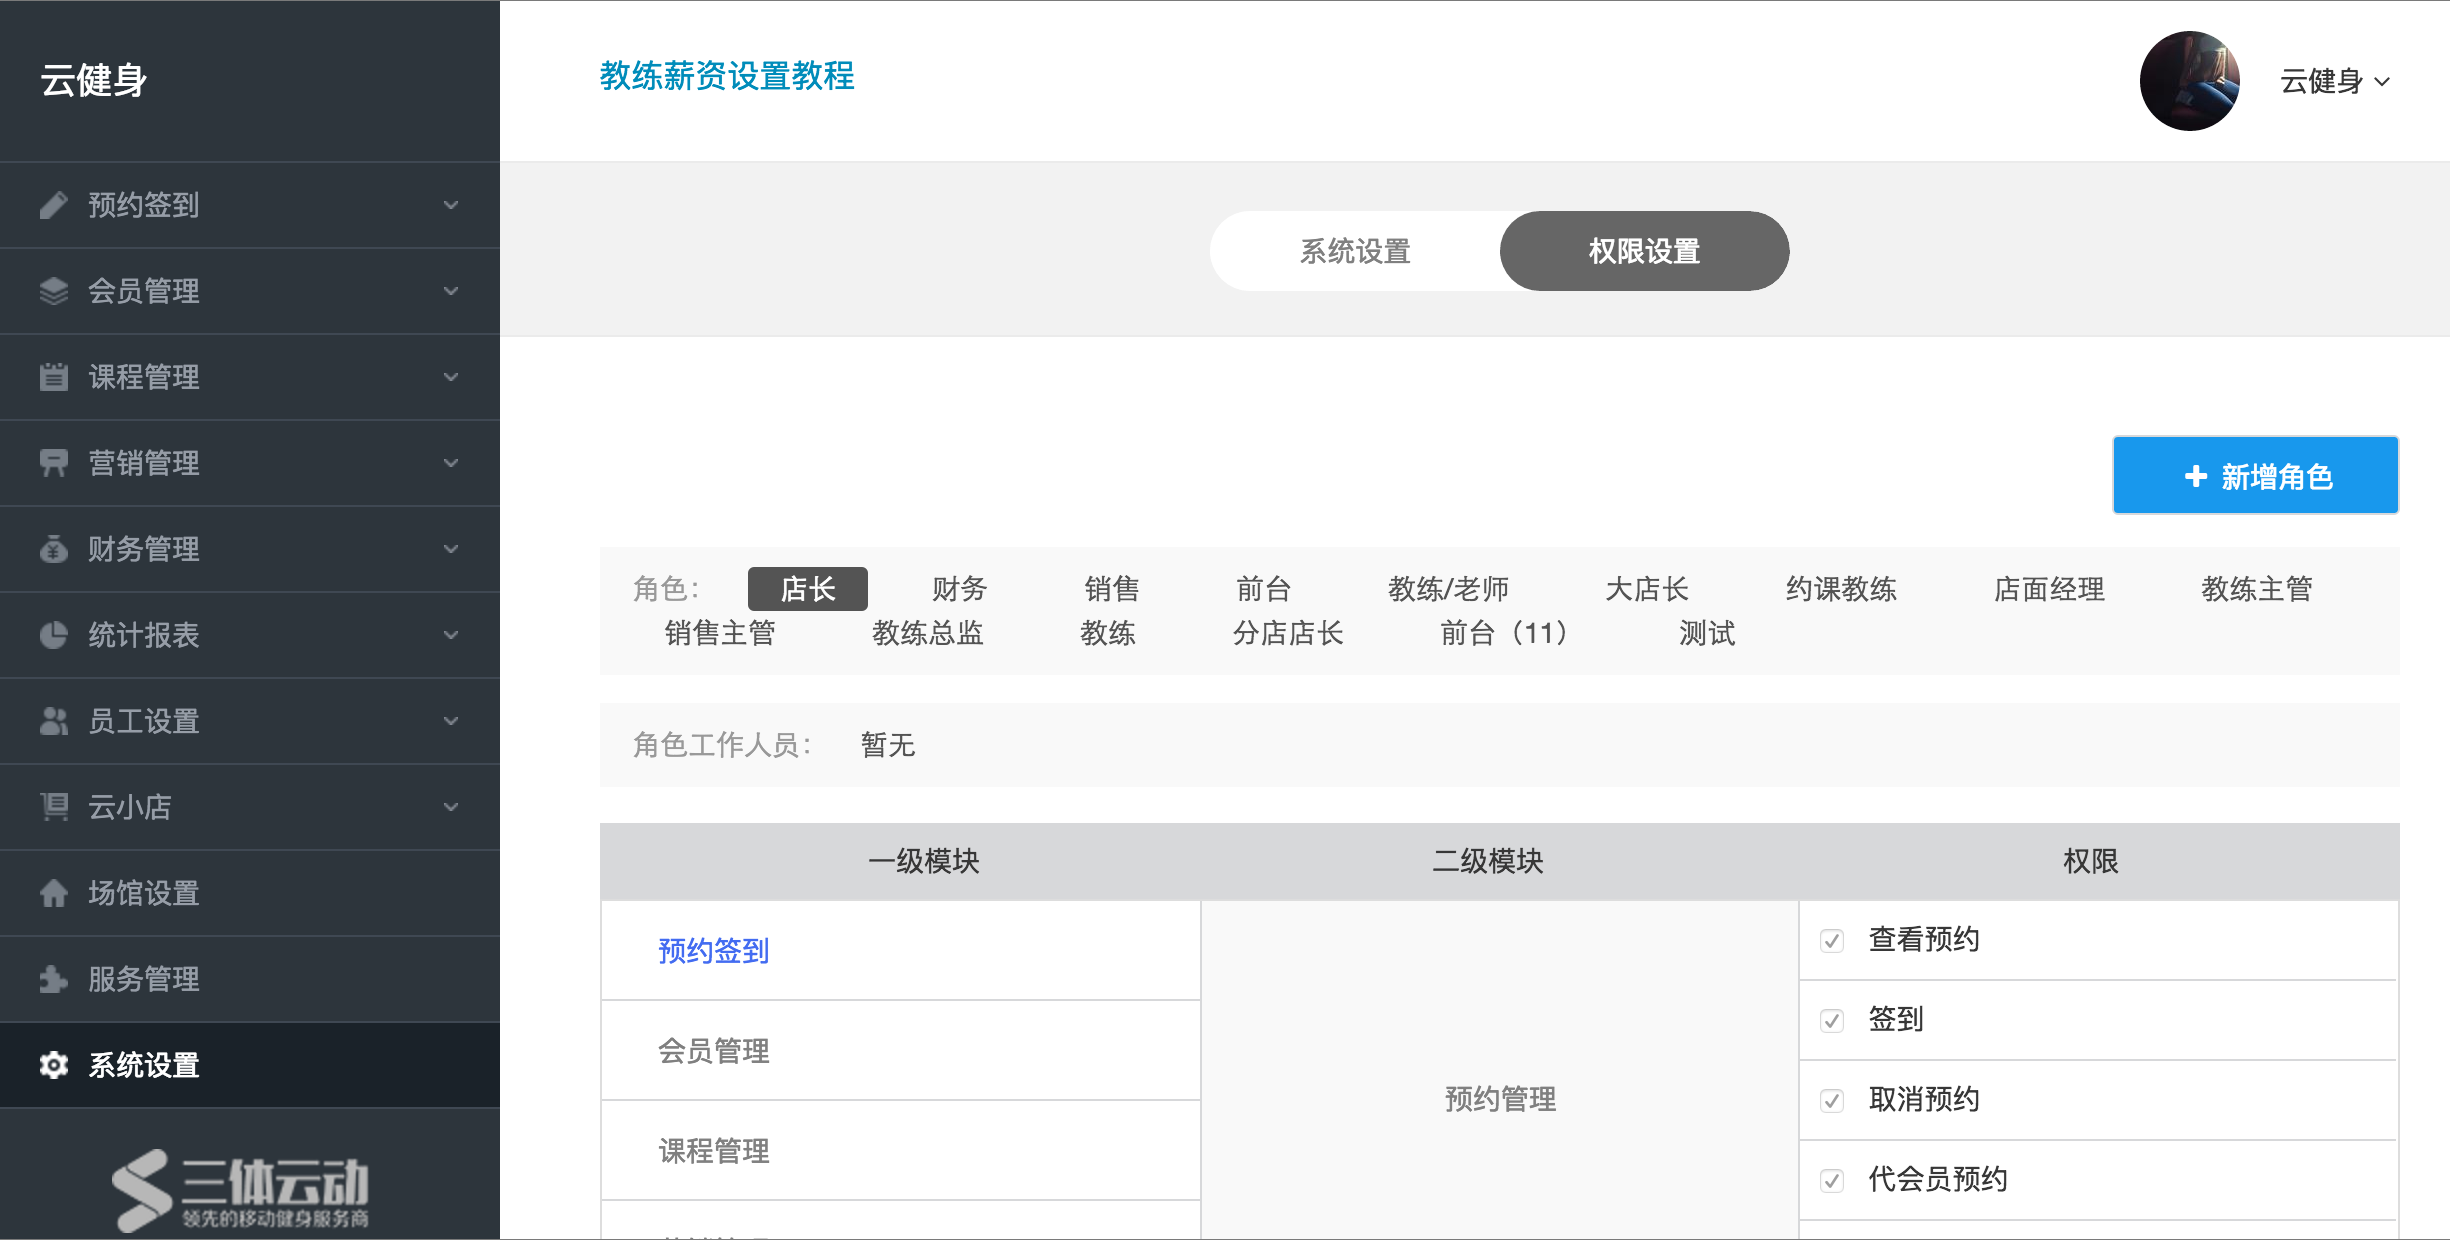 云健身
教练薪资设置教程
云健身
预约签到
会员管理
课程管理
营销管理
财务管理
统计报表
员工设置
云小店
场馆设置
服务管理
系统设置
三体云动
领先的移动健身服务商
系统设置 权限设置
新增角色
角色： 店长 财务 销售 前台 教练/老师 大店长 约课教练 店面经理 教练主管
销售主管 教练总监 教练 分店店长 前台（11） 测试
角色工作人员： 暂无
一级模块 二级模块 权限
预约签到
会员管理
课程管理
预约管理
查看预约
签到
取消预约
代会员预约